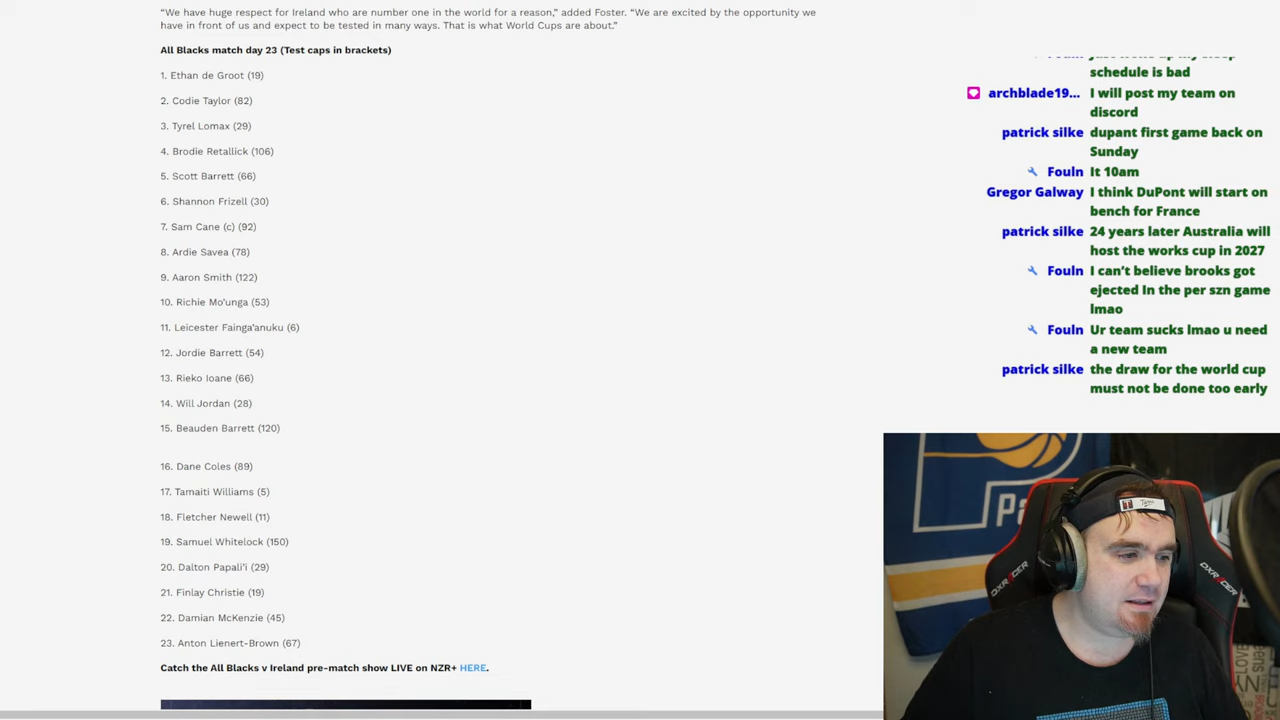 “We have huge respect for Ireland who are number one in the world for a reason,” added Foster. “We are excited by the opportunity we
have in front of us and expect to be tested in many ways. That is what World Cups are about.”
All Blacks match day 23 (Test caps in brackets)
1. Ethan de Groot (19)
2. Codie Taylor (82)
3. Tyrel Lomax (29)
4. Brodie Retallick (106)
5. Scott Barrett (66)
6. Shannon Frizell (30)
7. Sam Cane (c) (92)
8. Ardie Savea (78)
9. Aaron Smith (122)
10. Richie Mo'unga (53)
11. Leicester Fainga’anuku (6)
12. Jordie Barrett (54)
13. Rieko Ioane (66)
14. Will Jordan (28)
15. Beauden Barrett (120)
16. Dane Coles (89)
17. Tamaiti Williams (5)
18. Fletcher Newell (11)
19. Samuel Whitelock (150)
20. Dalton Papali’i (29)
21. Finlay Christie (19)
22. Damian McKenzie (45)
23. Anton Lienert-Brown (67)
Catch the All Blacks v Ireland pre-match show LIVE on NZR+ HERE.
schedule is bad
archblade19... I will post my team on
discord
patrick silke dupant first game back on
Sunday
Fouln It 10am
Gregor Galway I think DuPont will start on
bench for France
patrick silke 24 years later Australia will
host the works cup in 2027
Fouln I can’t believe brooks got
ejected In the per szn game
lmao
Fouln Ur team sucks lmao u need
a new team
patrick silke the draw for the world cup
must not be done too early
DXRACER
DXRACER